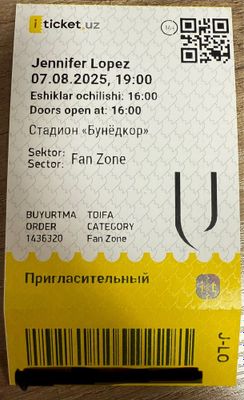 iticket.uz
16+
Jennifer Lopez
07.08.2025, 19:00
Eshiklar ochilishi: 16:00
Doors open at: 16:00
Стадион «Бунёдкор»
Sektor:
Sector: Fan Zone
BUYURTMA TOIFA
ORDER CATEGORY
1436320 Fan Zone
Пригласительный
J-LO